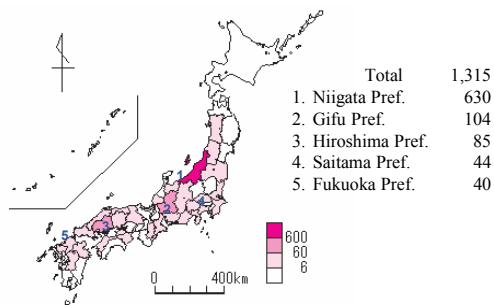 Total 1,315
1. Niigata Pref. 630
2. Gifu Pref. 104
3. Hiroshima Pref. 85
4. Saitama Pref. 44
5. Fukuoka Pref. 40
1
2
4
3
5
600
60
6
0 400km